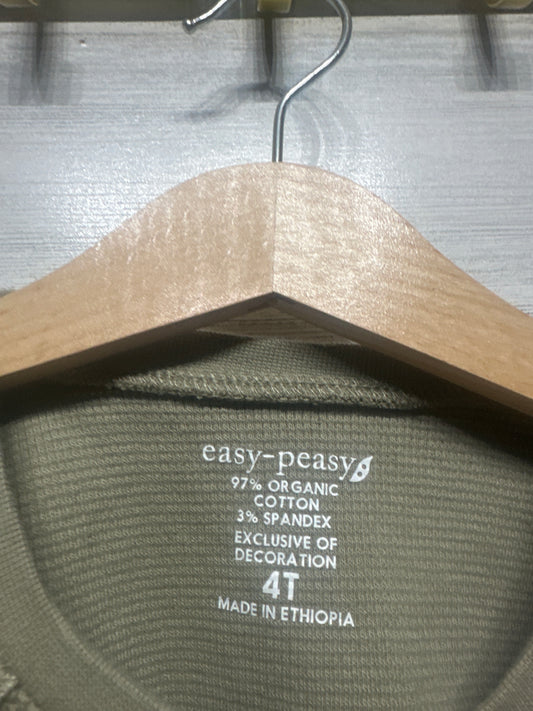 easy-peasy
97% ORGANIC
COTTON
3% SPANDEX
EXCLUSIVE OF
DECORATION
4T
MADE IN ETHIOPIA